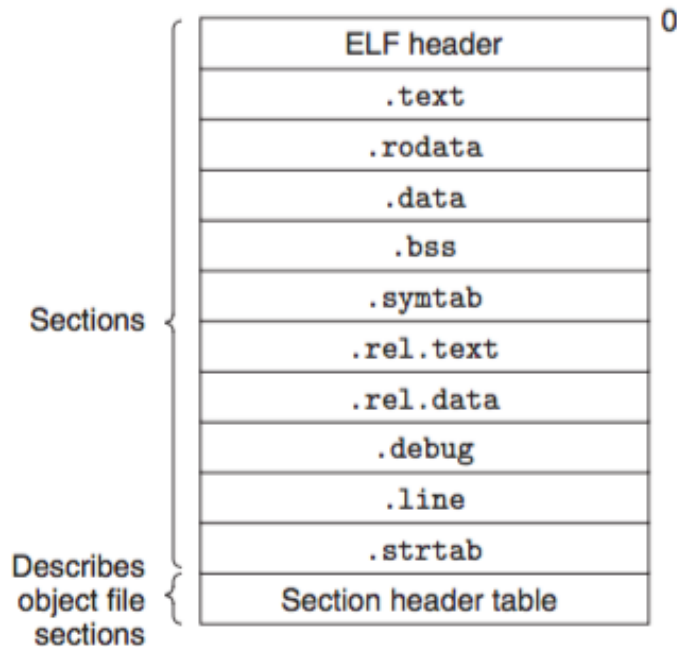 0
ELF header
.text
.rodata
.data
.bss
.symtab
Sections
.rel.text
.rel.data
.debug
.line
.strtab
Describes
object file
sections
Section header table